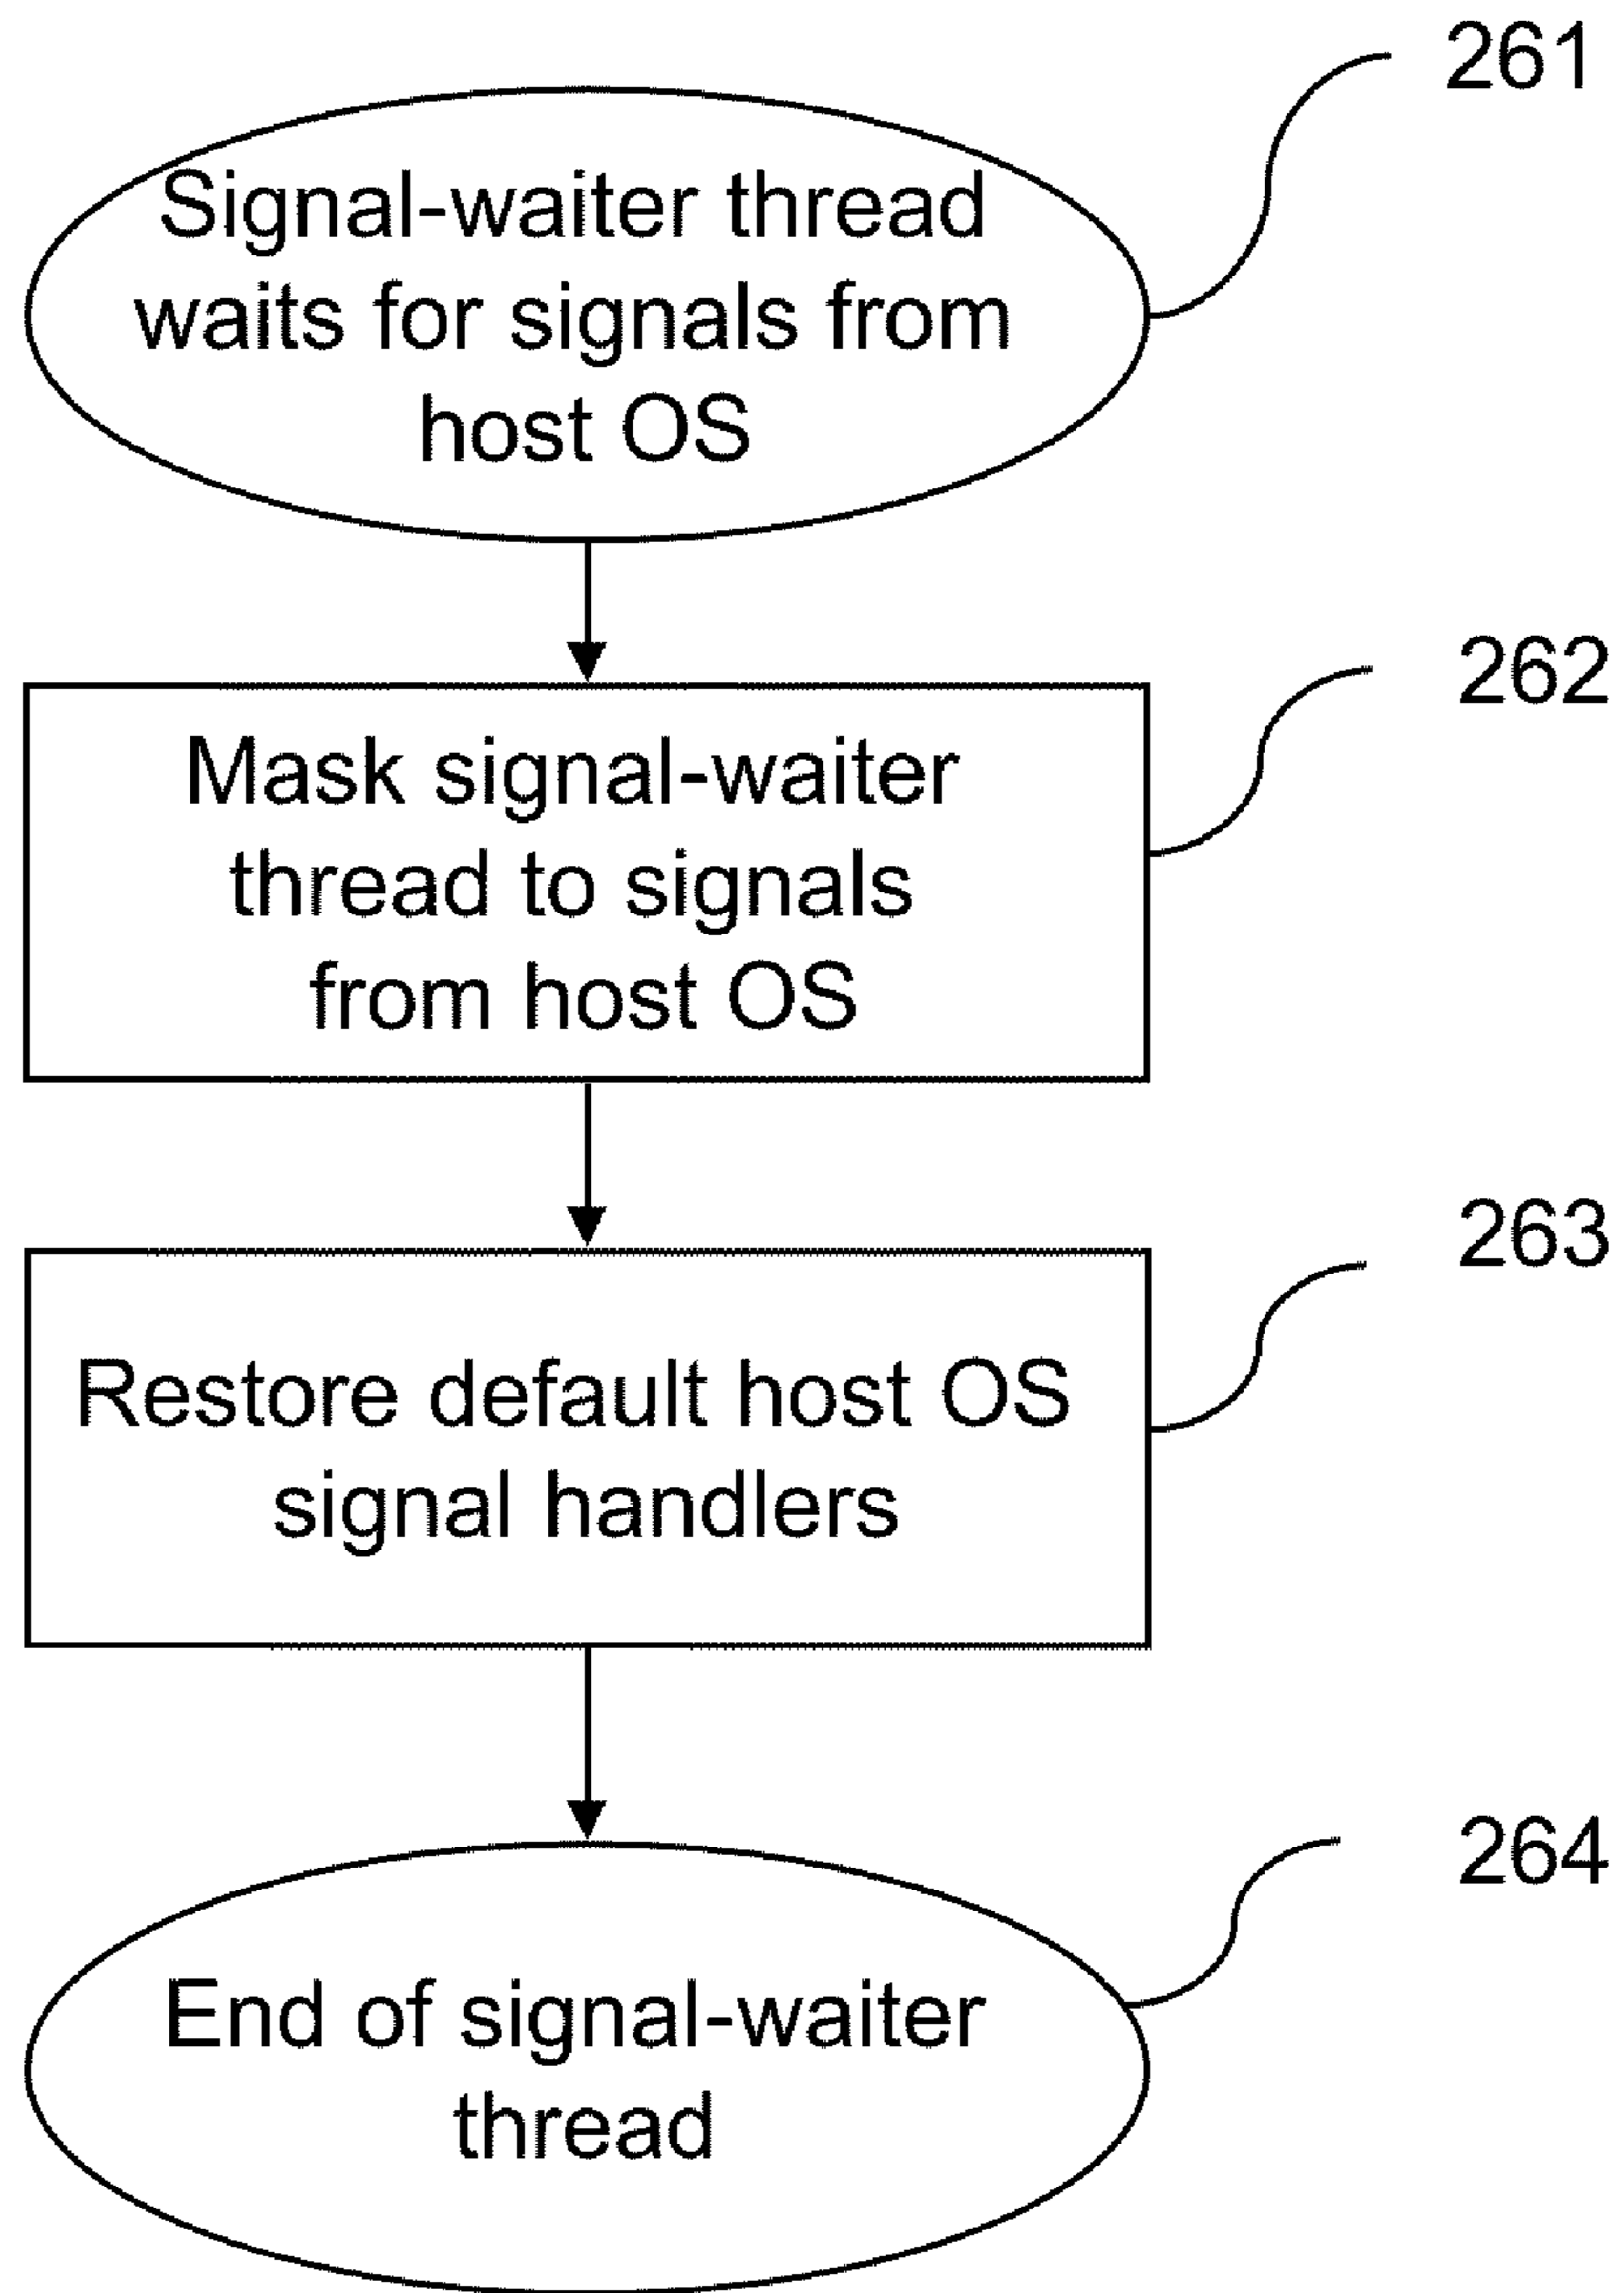 261
Signal-waiter thread
waits for signals from
host OS
262
Mask signal-waiter
thread to signals
from host OS
263
Restore default host OS
signal handlers
264
End of signal-waiter
thread